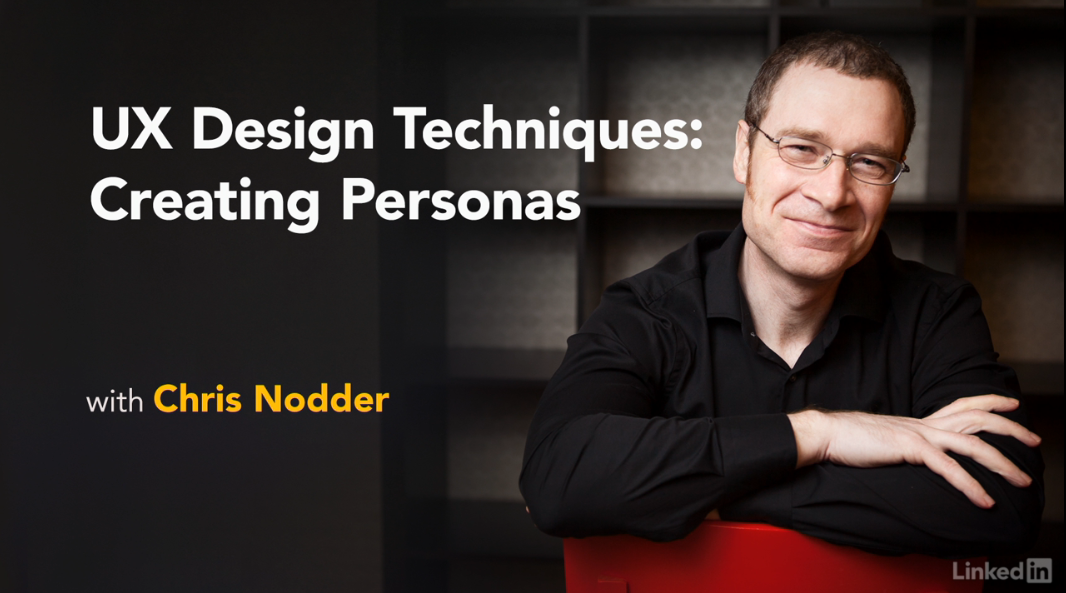 UX Design Techniques:
Creating Personas
with Chris Nodder
LinkedIn